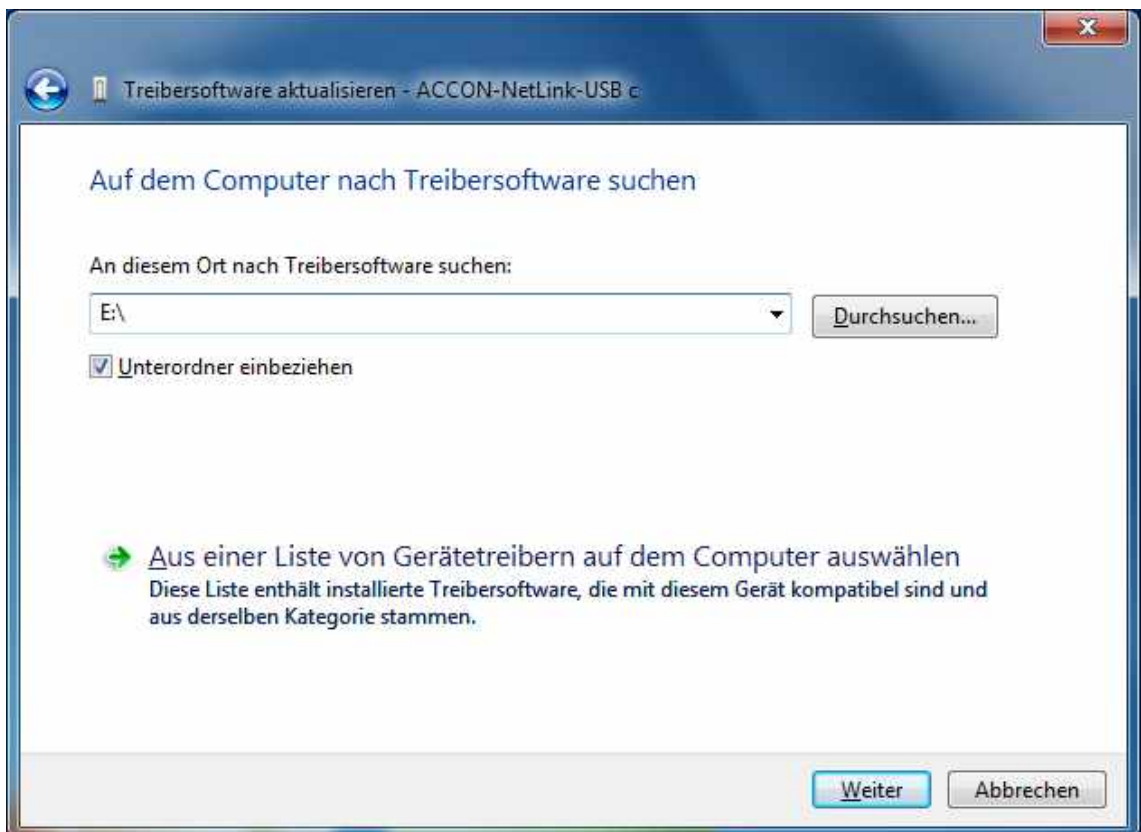 Treibersoftware aktualisieren - ACCON-NetLink-USB c
Auf dem Computer nach Treibersoftware suchen
An diesem Ort nach Treibersoftware suchen:
E:\
Durchsuchen...
Unterordner einbeziehen
Aus einer Liste von Gerätetreibern auf dem Computer auswählen
Diese Liste enthält installierte Treibersoftware, die mit diesem Gerät kompatibel sind und
aus derselben Kategorie stammen.
Weiter
Abbrechen